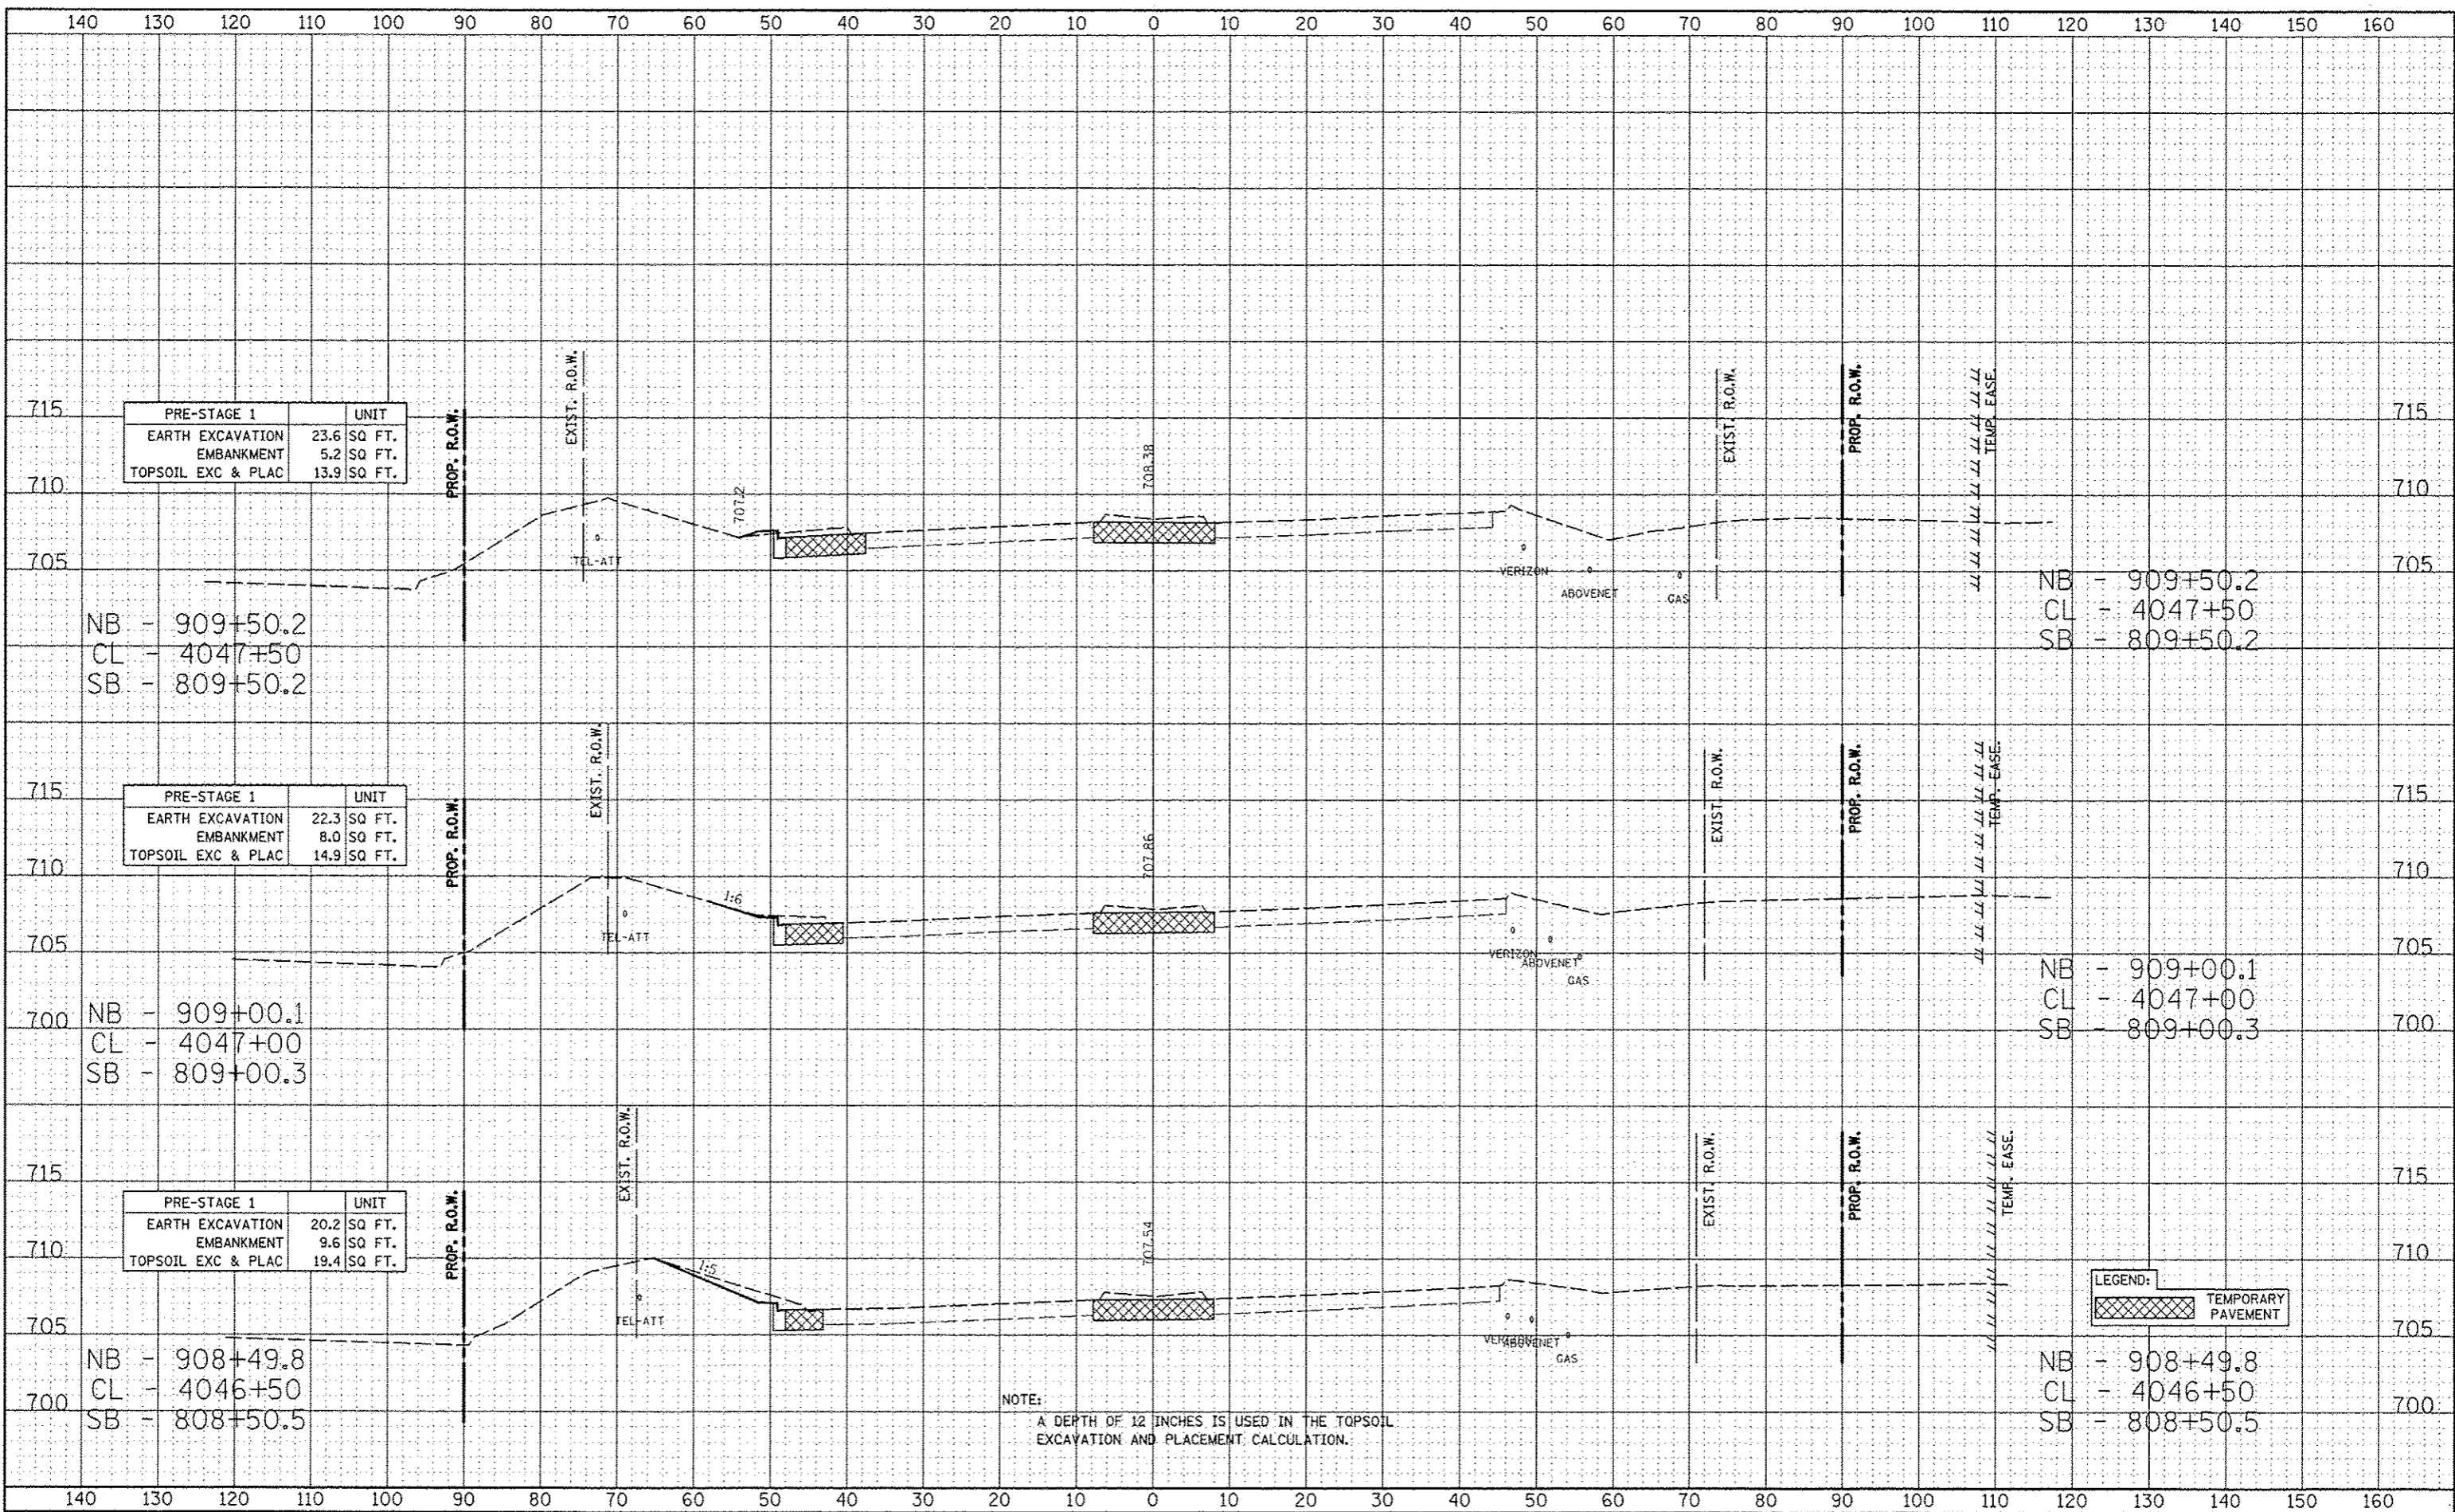 140 130 120 110 100 90 80 70 60 50 40 30 20 10 0 10 20 30 40 50 60 70 80 90 100 110 120 130 140 150 160
EXIST. R.O.W.
PROP. R.O.W.
EXIST. R.O.W.
PROP. R.O.W.
TEMP. EASE.
715
PRE-STAGE 1 UNIT
EARTH EXCAVATION 23.6 SQ FT.
EMBANKMENT 5.2 SQ FT.
TOPSOIL EXC & PLAC 13.9 SQ FT.
715
710
707.2
708.38
710
705
TEL-ATT
VERIZON
ABOVENET
GAS
705
NB - 909+50.2
CL - 4047+50
SB - 809+50.2
NB - 909+50.2
CL - 4047+50
SB - 809+50.2
EXIST. R.O.W.
PROP. R.O.W.
EXIST. R.O.W.
PROP. R.O.W.
TEMP. EASE.
715
PRE-STAGE 1 UNIT
EARTH EXCAVATION 22.3 SQ FT.
EMBANKMENT 8.0 SQ FT.
TOPSOIL EXC & PLAC 14.9 SQ FT.
715
710
1:6
707.86
710
705
TEL-ATT
VERIZON
ABOVENET
GAS
705
700
NB - 909+00.1
CL - 4047+00
SB - 809+00.3
NB - 909+00.1
CL - 4047+00
SB - 809+00.3
700
EXIST. R.O.W.
PROP. R.O.W.
EXIST. R.O.W.
PROP. R.O.W.
TEMP. EASE.
715
PRE-STAGE 1 UNIT
EARTH EXCAVATION 20.2 SQ FT.
EMBANKMENT 9.6 SQ FT.
TOPSOIL EXC & PLAC 19.4 SQ FT.
715
710
1:5
707.54
710
LEGEND:
TEMPORARY
PAVEMENT
705
TEL-ATT
VERIZON
ABOVENET
GAS
705
NB - 908+49.8
CL - 4046+50
SB - 808+50.5
700
NOTE:
A DEPTH OF 12 INCHES IS USED IN THE TOPSOIL
EXCAVATION AND PLACEMENT CALCULATION.
NB - 908+49.8
CL - 4046+50
SB - 808+50.5
700
140 130 120 110 100 90 80 70 60 50 40 30 20 10 0 10 20 30 40 50 60 70 80 90 100 110 120 130 140 150 160